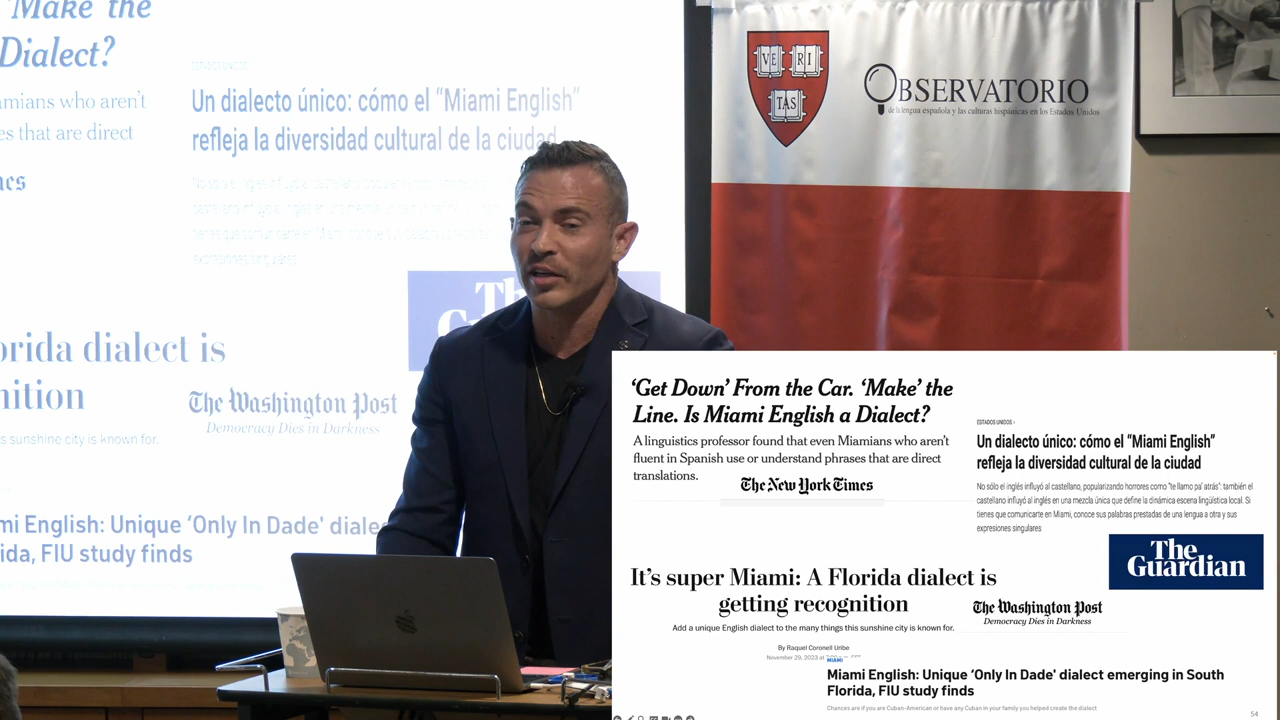 'Make' the
Dialect?
amians who aren't
es that are direct
mes
Un dialecto único: cómo el “Miami English”
refleja la diversidad cultural de la ciudad
The
G
orida dialect is
nition
s sunshine city is known for.
The Washington Post
Democracy Dies in Darkness
mi English: Unique ‘Only In Dade’ dialec
ida, FIU study finds
VE RI
TAS
OBSERVATORIO
de la lengua española y las culturas hispánicas en los Estados Unidos
‘Get Down’ From the Car. ‘Make’ the
Line. Is Miami English a Dialect?
A linguistics professor found that even Miamians who aren’t
fluent in Spanish use or understand phrases that are direct
translations.
The New York Times
ESTADOS UNIDOS ›
Un dialecto único: cómo el “Miami English”
refleja la diversidad cultural de la ciudad
No sólo el inglés influyó al castellano, popularizando horrores como “te llamo pa’ atrás”: también el
castellano influyó al inglés en una mezcla única que define la dinámica escena lingüística local. Si
tienes que comunicarte en Miami, conoce sus palabras prestadas de una lengua a otra y sus
expresiones singulares
The
Guardian
It’s super Miami: A Florida dialect is
getting recognition
Add a unique English dialect to the many things this sunshine city is known for.
The Washington Post
Democracy Dies in Darkness
By Raquel Coronell Uribe
November 29, 2023 at
MIAMI
Miami English: Unique ‘Only In Dade’ dialect emerging in South
Florida, FIU study finds
Chances are if you are Cuban-American or have any Cuban in your family you helped create the dialect
54